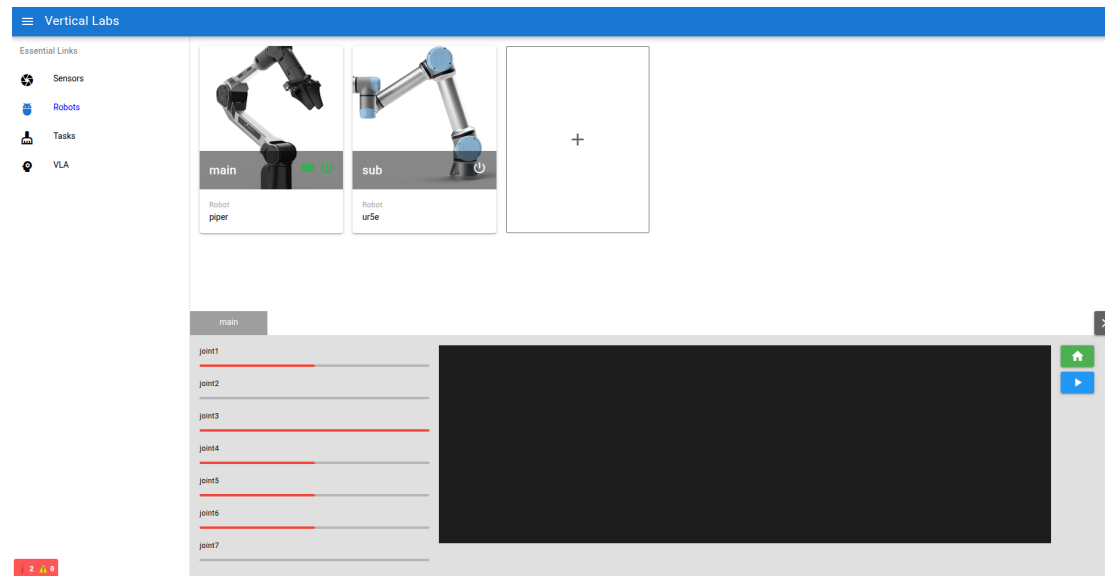 Vertical Labs
Essential Links
Sensors
Robots
Tasks
VLA
main
sub
Robot
piper
Robot
ur5e
+
main
joint1
joint2
joint3
joint4
joint5
joint6
joint7
2 0